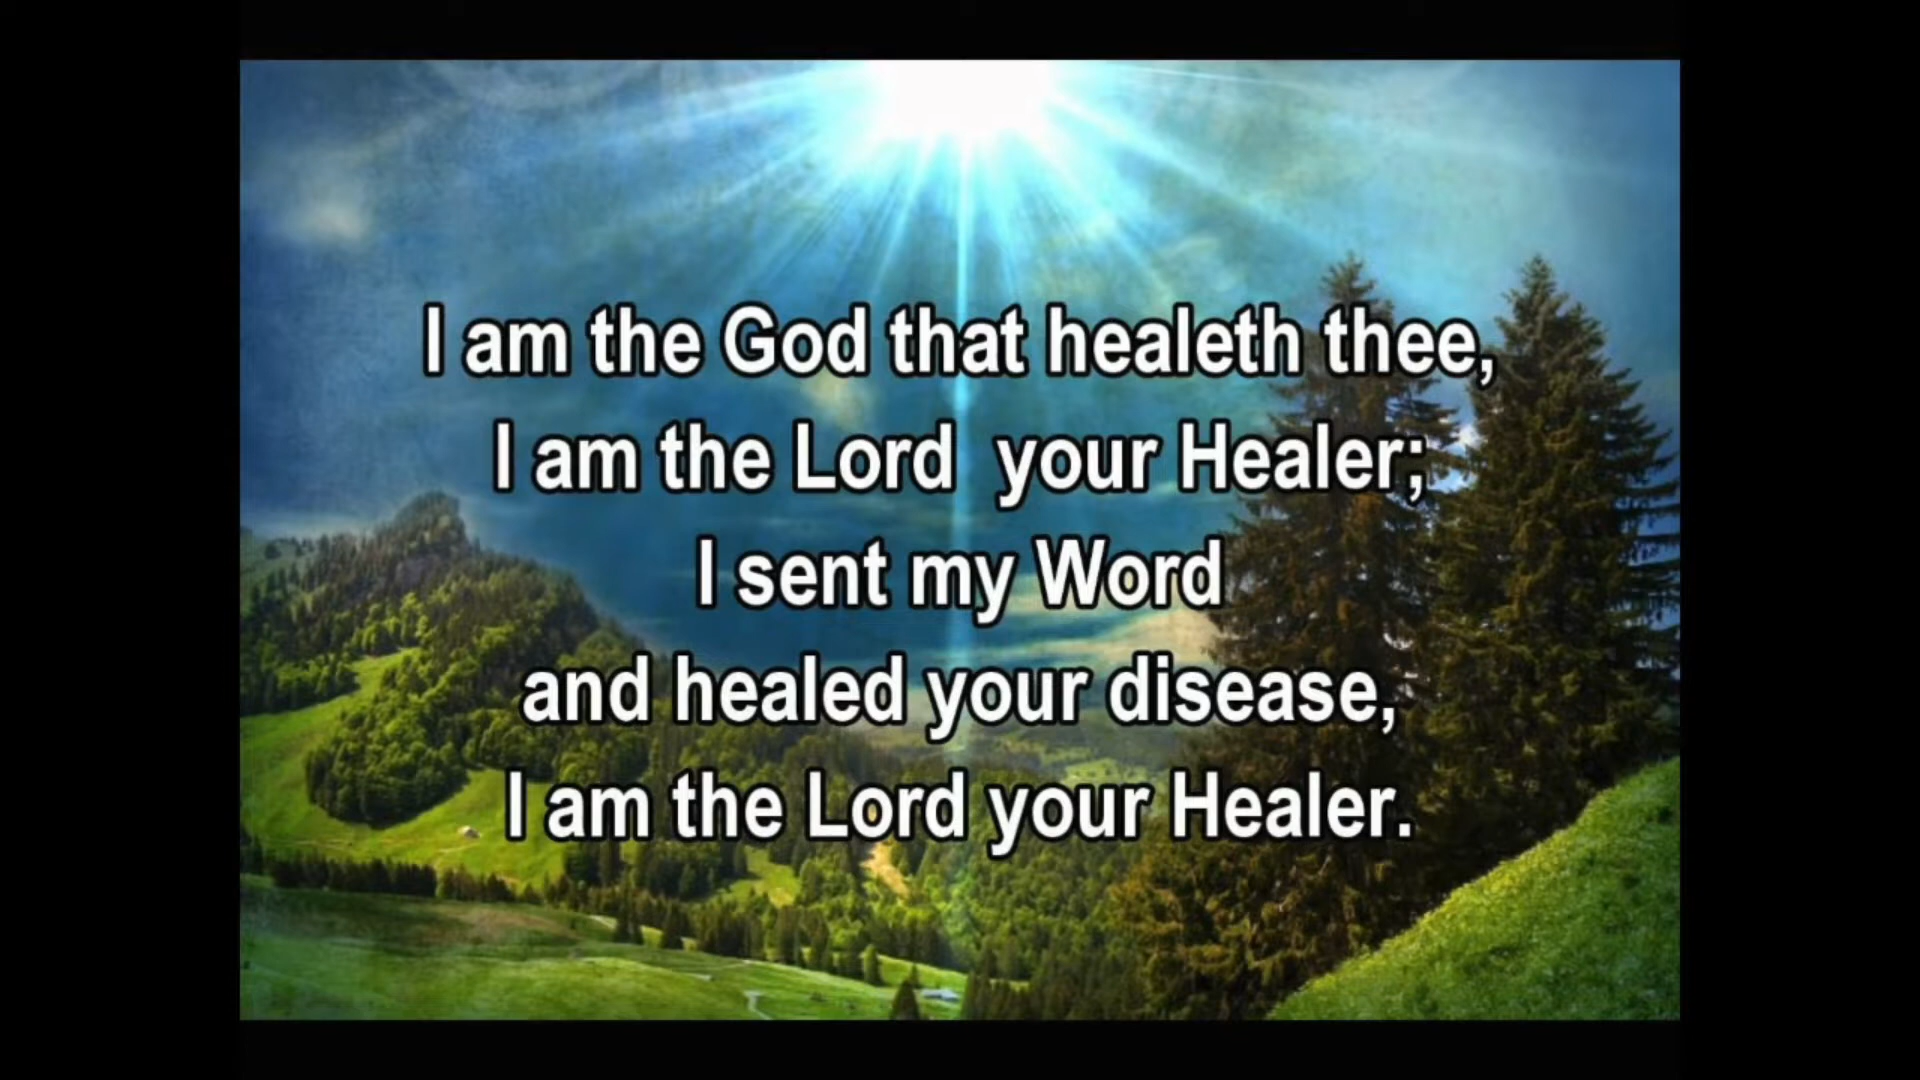 I am the God that healeth thee,
I am the Lord  your Healer;
I sent my Word
and healed your disease,
I am the Lord your Healer.